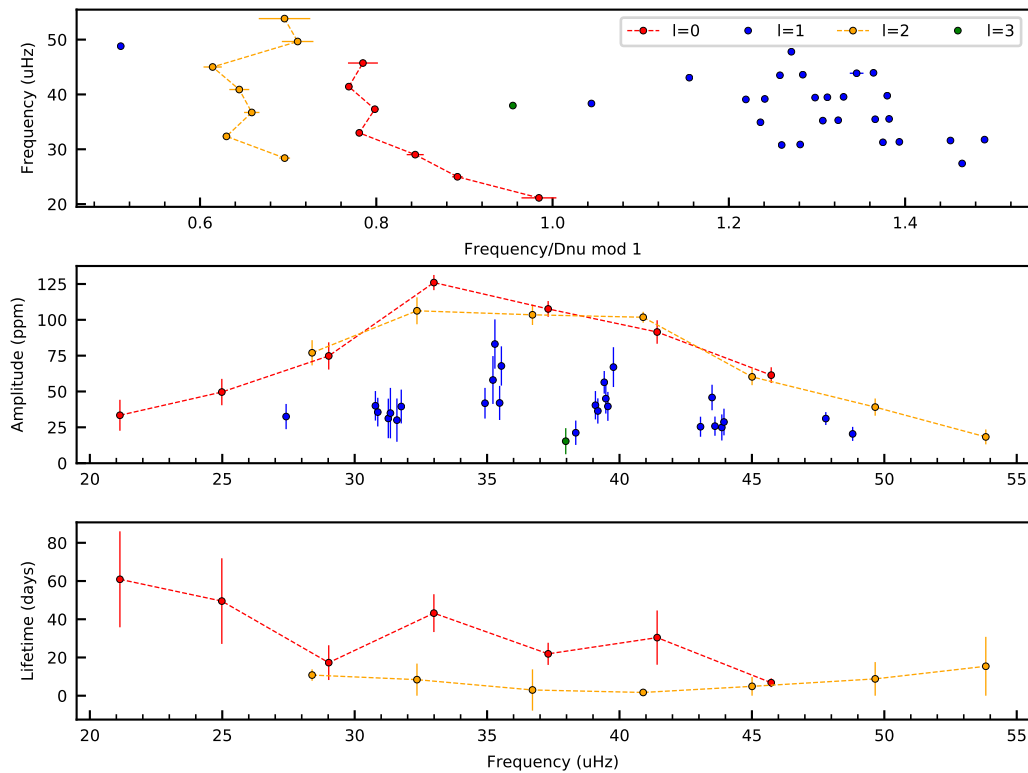 Frequency (uHz)
50
40
30
20
l=0 l=1 l=2 l=3
0.6 0.8 1.0 1.2 1.4
Frequency/Dnu mod 1
Amplitude (ppm)
125
100
75
50
25
0
20 25 30 35 40 45 50 55
Lifetime (days)
80
60
40
20
0
20 25 30 35 40 45 50 55
Frequency (uHz)